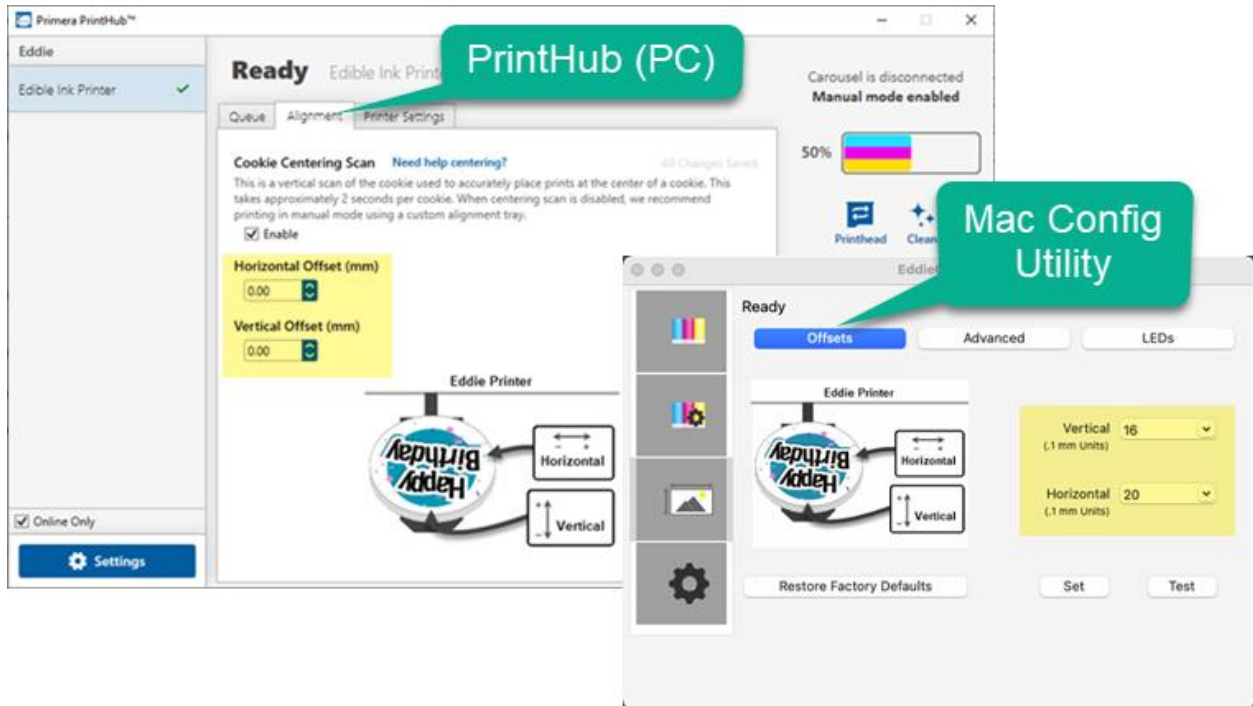 Primera PrintHub™
PrintHub (PC)
Eddie
Edible Ink Printer
Ready
Carousel is disconnected
Manual mode enabled
Queue
Alignment
Printer Settings
50%
Cookie Centering Scan
Need help centering?
All Changes Saved
This is a vertical scan of the cookie used to accurately place prints at the center of a cookie. This
takes approximately 2 seconds per cookie. When centering scan is disabled, we recommend
printing in manual mode using a custom alignment tray.
Enable
Printhead
Horizontal Offset (mm)
0.00
Vertical Offset (mm)
0.00
Eddie Printer
Happy
Birthday
Horizontal
Vertical
Online Only
Settings
Mac Config
Utility
Ready
Offsets
Advanced
LEDs
Eddie Printer
Happy
Birthday
Horizontal
Vertical
Vertical
16
(.1 mm Units)
Horizontal
20
(.1 mm Units)
Restore Factory Defaults
Set
Test